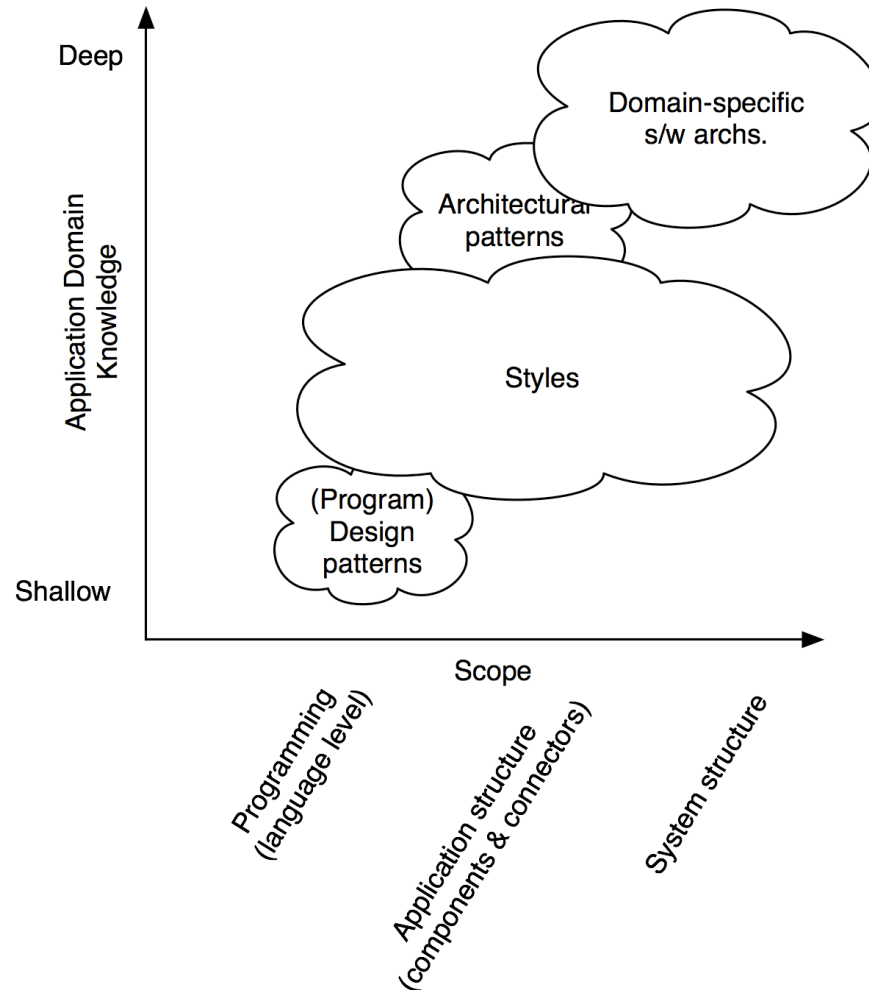 Deep
Domain-specific
s/w archs.
Architectural
patterns
Application Domain
Knowledge
Styles
(Program)
Design
patterns
Shallow
Scope
Programming
(language level)
Application structure
(components & connectors)
System structure